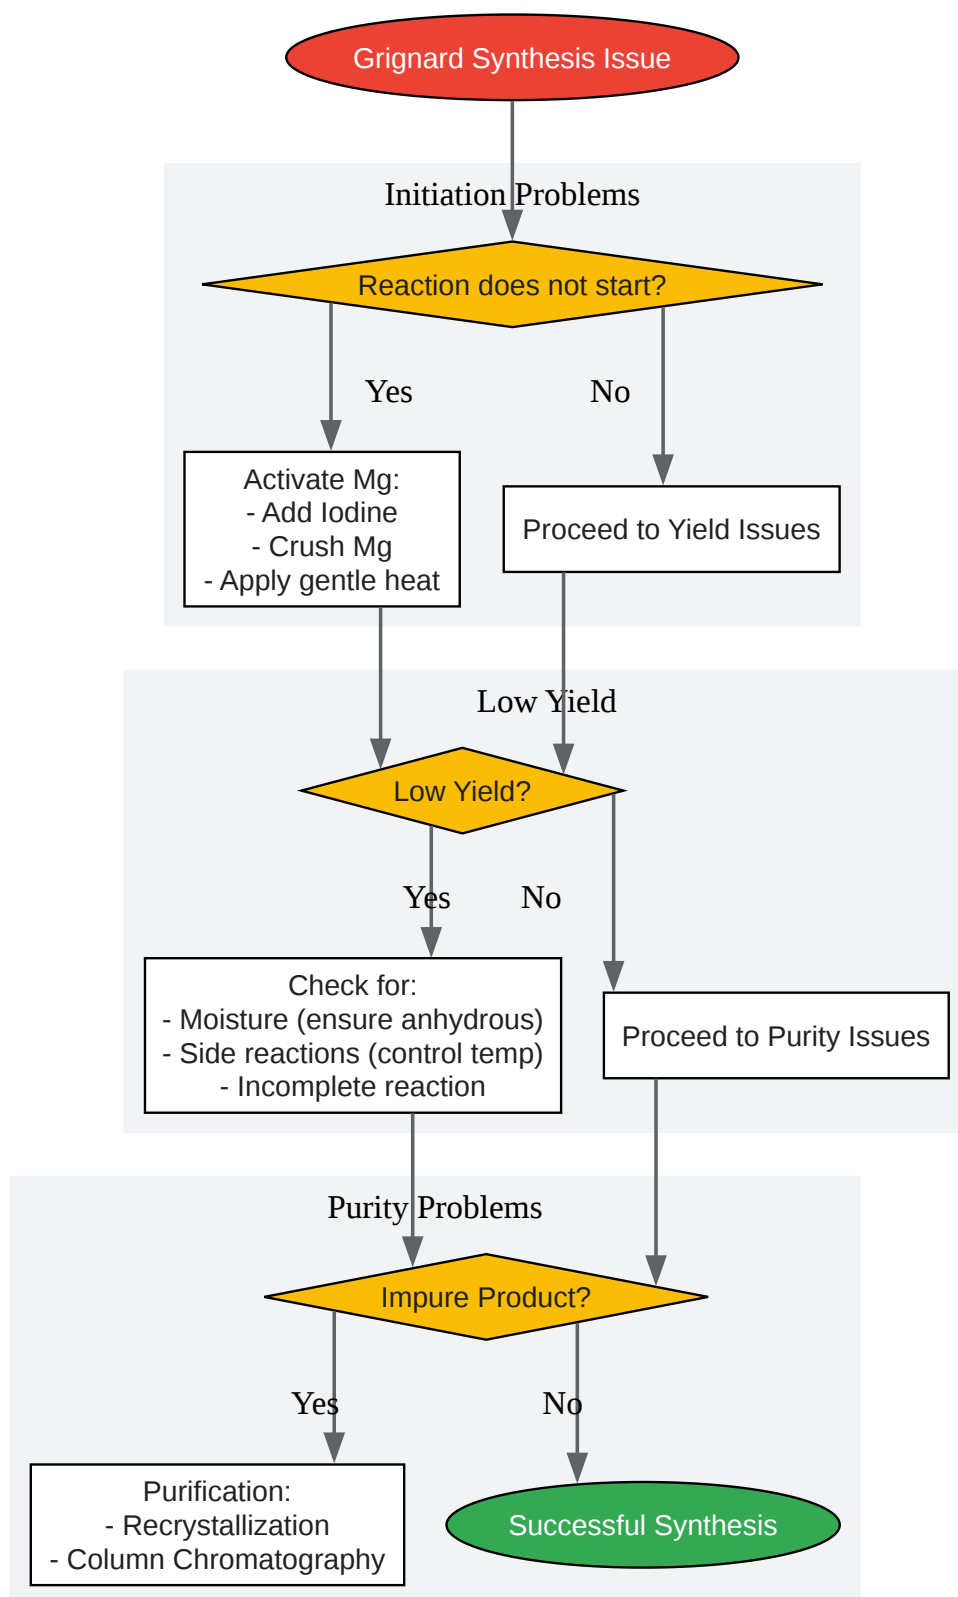 Grignard Synthesis Issue
Initiation Problems
Reaction does not start?
Yes
No
Activate Mg:
- Add Iodine
- Crush Mg
- Apply gentle heat
Proceed to Yield Issues
Low Yield
Low Yield?
Yes
No
Check for:
- Moisture (ensure anhydrous)
- Side reactions (control temp)
- Incomplete reaction
Proceed to Purity Issues
Purity Problems
Impure Product?
Yes
No
Purification:
- Recrystallization
- Column Chromatography
Successful Synthesis